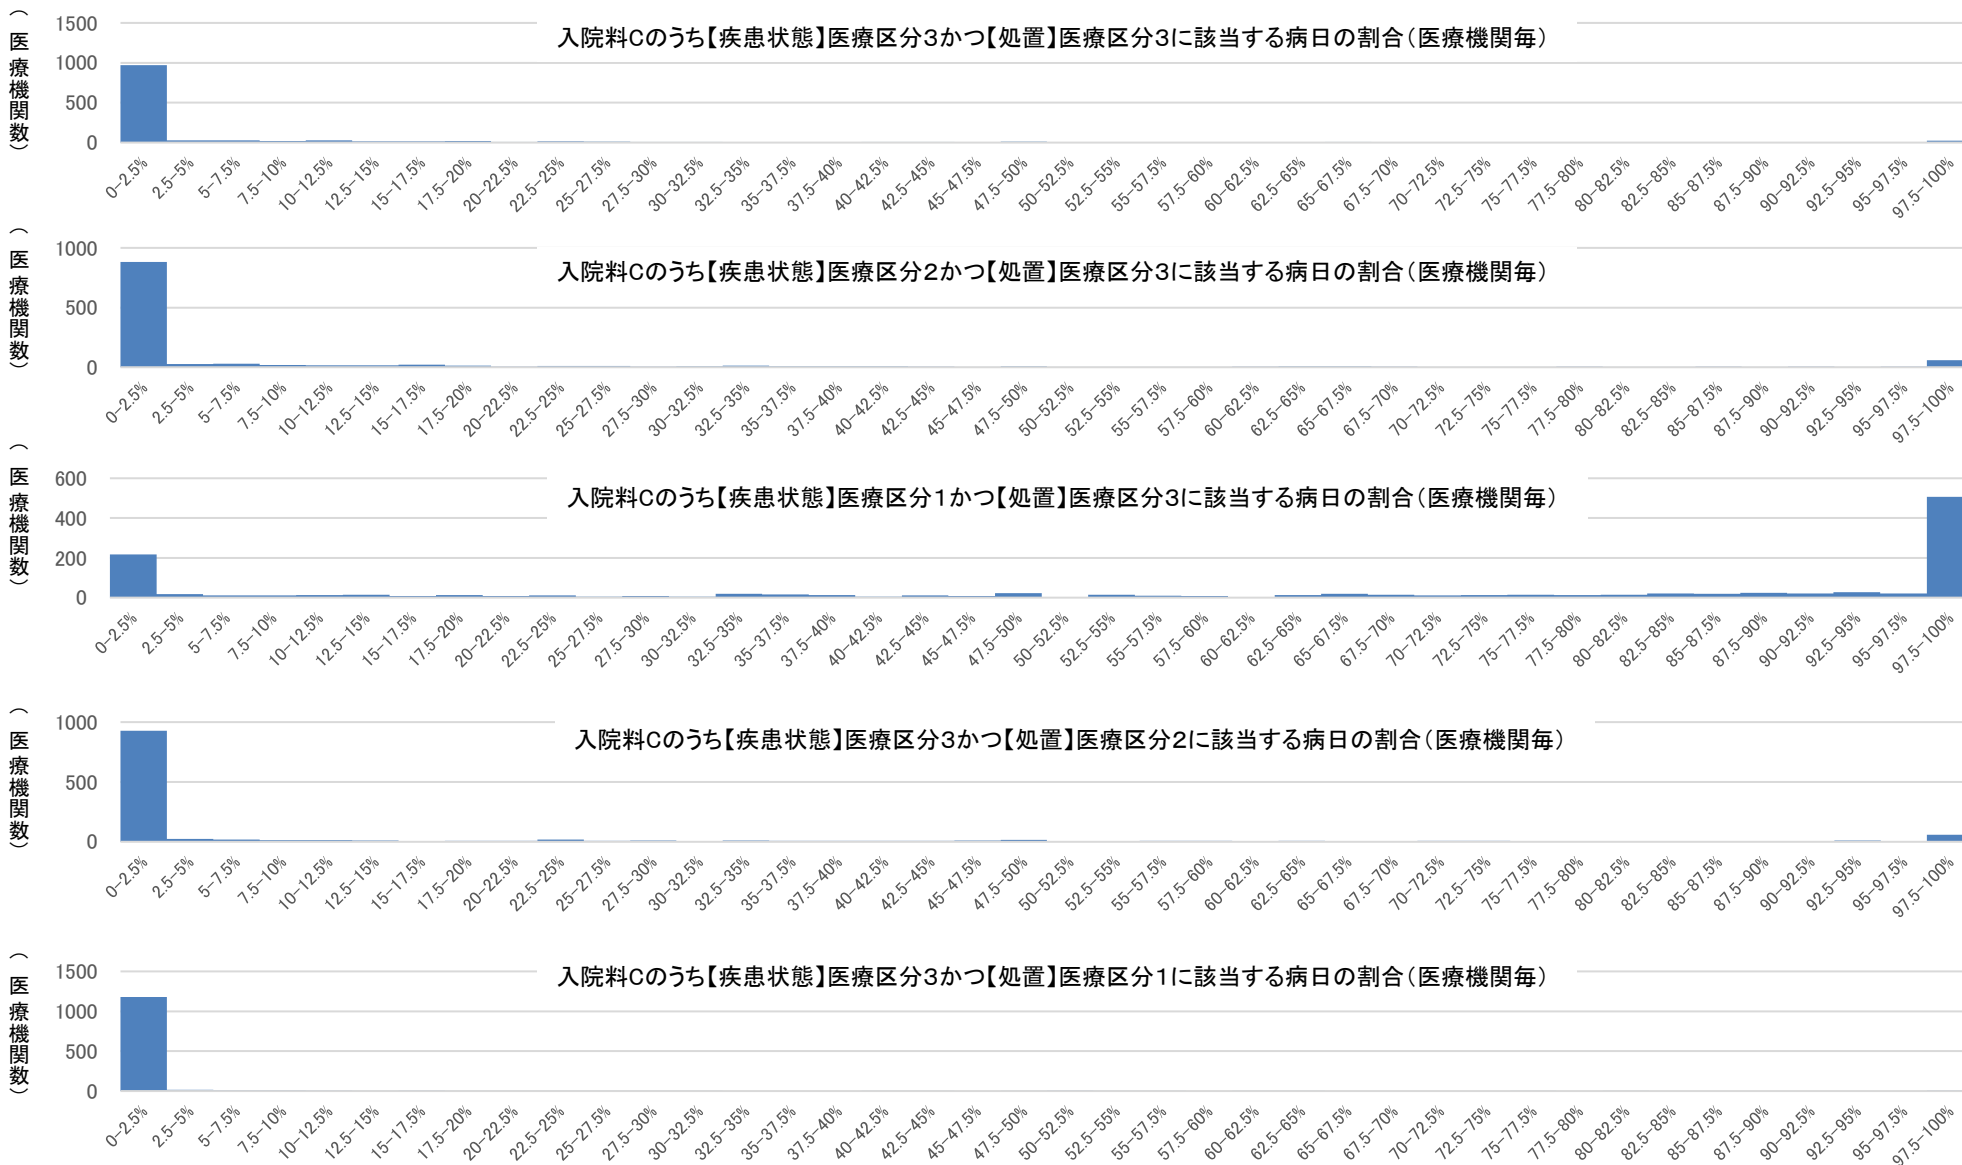 （医療機関数）
入院料Cのうち【疾患状態】医療区分3かつ【処置】医療区分3に該当する病日の割合（医療機関毎）
1500
1000
500
0
0-2.5% 2.5-5% 5-7.5% 7.5-10% 10-12.5% 12.5-15% 15-17.5% 17.5-20% 20-22.5% 22.5-25% 25-27.5% 27.5-30% 30-32.5% 32.5-35% 35-37.5% 37.5-40% 40-42.5% 42.5-45% 45-47.5% 47.5-50% 50-52.5% 52.5-55% 55-57.5% 57.5-60% 60-62.5% 62.5-65% 65-67.5% 67.5-70% 70-72.5% 72.5-75% 75-77.5% 77.5-80% 80-82.5% 82.5-85% 85-87.5% 87.5-90% 90-92.5% 92.5-95% 95-97.5% 97.5-100%
（医療機関数）
入院料Cのうち【疾患状態】医療区分2かつ【処置】医療区分3に該当する病日の割合（医療機関毎）
1000
500
0
0-2.5% 2.5-5% 5-7.5% 7.5-10% 10-12.5% 12.5-15% 15-17.5% 17.5-20% 20-22.5% 22.5-25% 25-27.5% 27.5-30% 30-32.5% 32.5-35% 35-37.5% 37.5-40% 40-42.5% 42.5-45% 45-47.5% 47.5-50% 50-52.5% 52.5-55% 55-57.5% 57.5-60% 60-62.5% 62.5-65% 65-67.5% 67.5-70% 70-72.5% 72.5-75% 75-77.5% 77.5-80% 80-82.5% 82.5-85% 85-87.5% 87.5-90% 90-92.5% 92.5-95% 95-97.5% 97.5-100%
（医療機関数）
入院料Cのうち【疾患状態】医療区分1かつ【処置】医療区分3に該当する病日の割合（医療機関毎）
600
400
200
0
0-2.5% 2.5-5% 5-7.5% 7.5-10% 10-12.5% 12.5-15% 15-17.5% 17.5-20% 20-22.5% 22.5-25% 25-27.5% 27.5-30% 30-32.5% 32.5-35% 35-37.5% 37.5-40% 40-42.5% 42.5-45% 45-47.5% 47.5-50% 50-52.5% 52.5-55% 55-57.5% 57.5-60% 60-62.5% 62.5-65% 65-67.5% 67.5-70% 70-72.5% 72.5-75% 75-77.5% 77.5-80% 80-82.5% 82.5-85% 85-87.5% 87.5-90% 90-92.5% 92.5-95% 95-97.5% 97.5-100%
（医療機関数）
入院料Cのうち【疾患状態】医療区分3かつ【処置】医療区分2に該当する病日の割合（医療機関毎）
1000
500
0
0-2.5% 2.5-5% 5-7.5% 7.5-10% 10-12.5% 12.5-15% 15-17.5% 17.5-20% 20-22.5% 22.5-25% 25-27.5% 27.5-30% 30-32.5% 32.5-35% 35-37.5% 37.5-40% 40-42.5% 42.5-45% 45-47.5% 47.5-50% 50-52.5% 52.5-55% 55-57.5% 57.5-60% 60-62.5% 62.5-65% 65-67.5% 67.5-70% 70-72.5% 72.5-75% 75-77.5% 77.5-80% 80-82.5% 82.5-85% 85-87.5% 87.5-90% 90-92.5% 92.5-95% 95-97.5% 97.5-100%
（医療機関数）
入院料Cのうち【疾患状態】医療区分3かつ【処置】医療区分1に該当する病日の割合（医療機関毎）
1500
1000
500
0
0-2.5% 2.5-5% 5-7.5% 7.5-10% 10-12.5% 12.5-15% 15-17.5% 17.5-20% 20-22.5% 22.5-25% 25-27.5% 27.5-30% 30-32.5% 32.5-35% 35-37.5% 37.5-40% 40-42.5% 42.5-45% 45-47.5% 47.5-50% 50-52.5% 52.5-55% 55-57.5% 57.5-60% 60-62.5% 62.5-65% 65-67.5% 67.5-70% 70-72.5% 72.5-75% 75-77.5% 77.5-80% 80-82.5% 82.5-85% 85-87.5% 87.5-90% 90-92.5% 92.5-95% 95-97.5% 97.5-100%